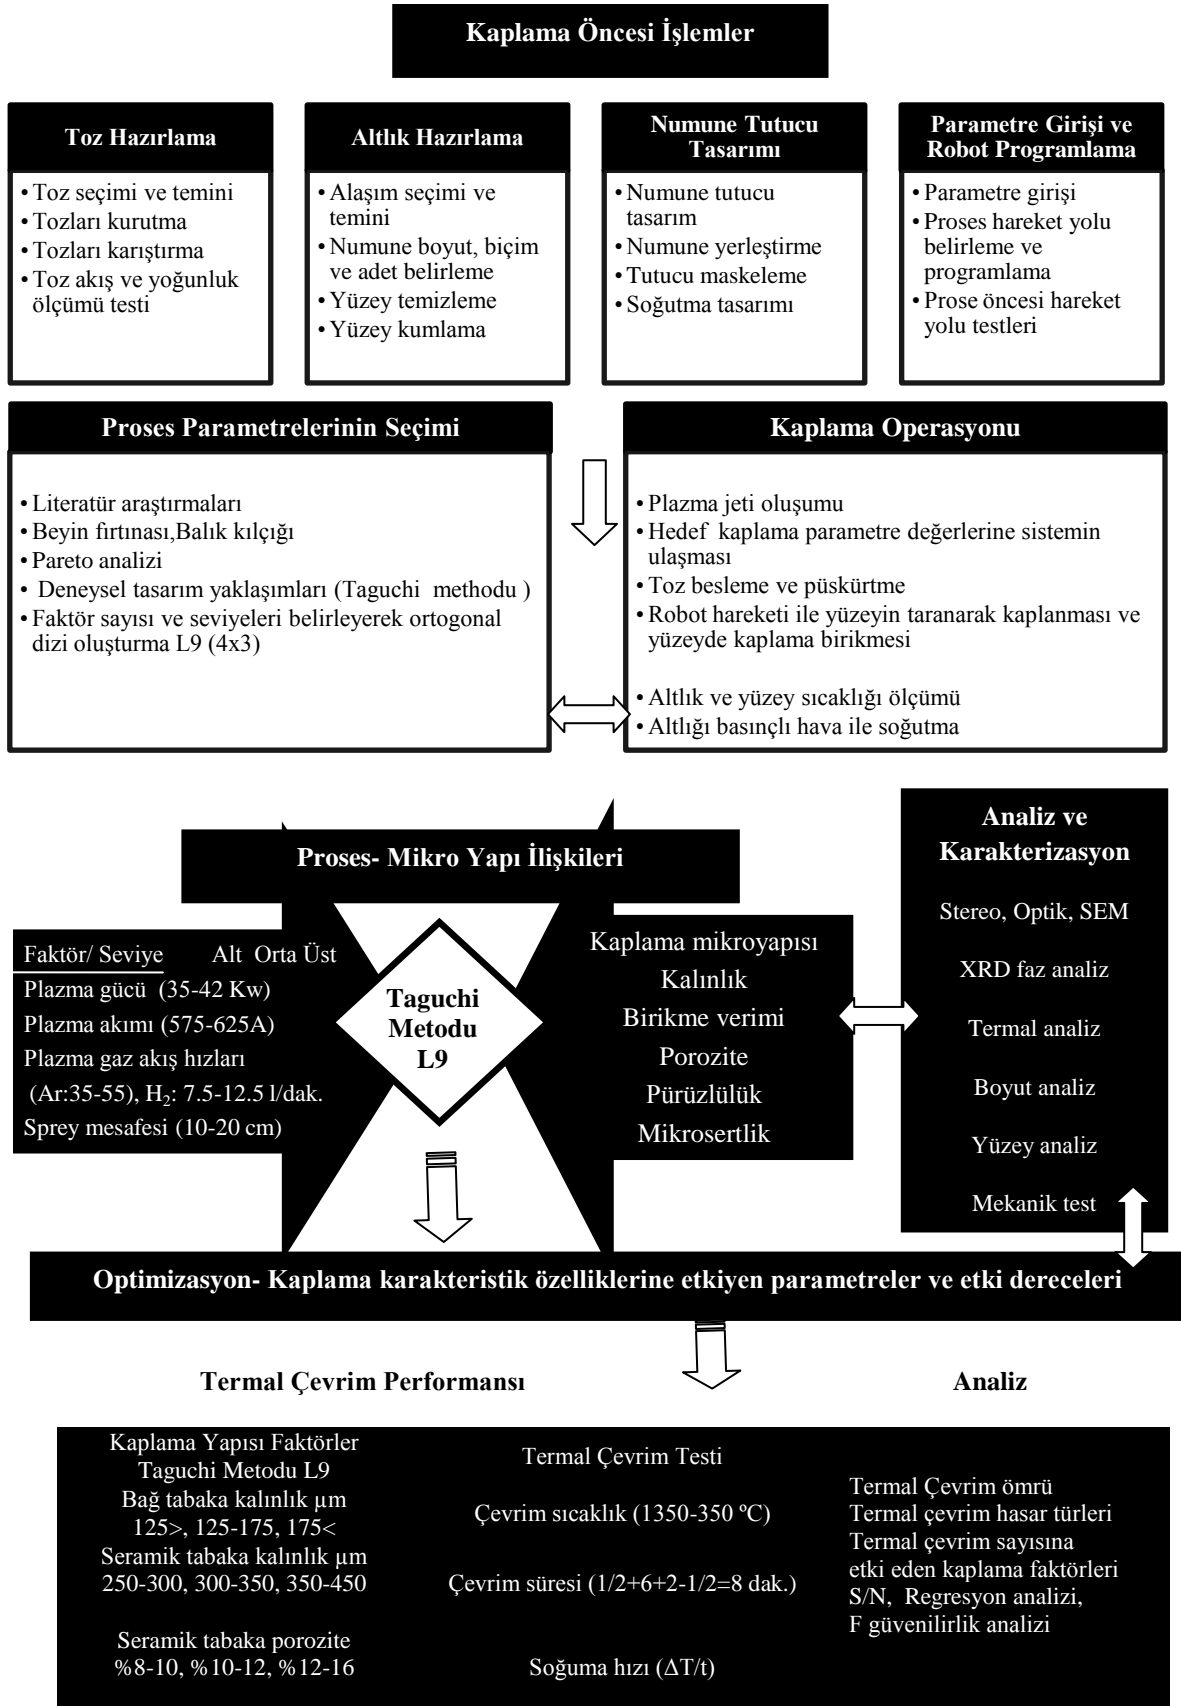 Kaplama Öncesi İşlemler
Toz Hazırlama
• Toz seçimi ve temini
• Tozları kurutma
• Tozları karıştırma
• Toz akış ve yoğunluk
ölçümü testi
Altlık Hazırlama
• Alaşım seçimi ve
temini
• Numune boyut, biçim
ve adet belirleme
• Yüzey temizleme
• Yüzey kumlama
Numune Tutucu
Tasarımı
• Numune tutucu
tasarım
• Numune yerleştirme
• Tutucu maskeleme
• Soğutma tasarımı
Parametre Girişi ve
Robot Programlama
• Parametre girişi
• Proses hareket yolu
belirleme ve
programlama
• Prose öncesi hareket
yolu testleri
Proses Parametrelerinin Seçimi
• Literatür araştırmaları
• Beyin fırtınası,Balık kılçığı
• Pareto analizi
• Deneysel tasarım yaklaşımları (Taguchi methodu )
• Faktör sayısı ve seviyeleri belirleyerek ortogonal
dizi oluşturma L9 (4x3)
Kaplama Operasyonu
• Plazma jeti oluşumu
• Hedef kaplama parametre değerlerine sistemin
ulaşması
• Toz besleme ve püskürtme
• Robot hareketi ile yüzeyin taranarak kaplanması ve
yüzeyde kaplama birikmesi
• Altlık ve yüzey sıcaklığı ölçümü
• Altlığı basınçlı hava ile soğutma
Proses- Mikro Yapı İlişkileri
Faktör/ Seviye Alt Orta Üst
Plazma gücü (35-42 Kw)
Plazma akımı (575-625A)
Plazma gaz akış hızları
(Ar:35-55), H₂: 7.5-12.5 l/dak.
Sprey mesafesi (10-20 cm)
Taguchi
Metodu
L9
Kaplama mikroyapısı
Kalınlık
Birikme verimi
Porozite
Pürüzlülük
Mikrosertlik
Analiz ve
Karakterizasyon
Stereo, Optik, SEM
XRD faz analiz
Termal analiz
Boyut analiz
Yüzey analiz
Mekanik test
Optimizasyon- Kaplama karakteristik özelliklerine etkiyen parametreler ve etki dereceleri
Termal Çevrim Performansı
Analiz
Kaplama Yapısı Faktörler
Taguchi Metodu L9
Bağ tabaka kalınlık µm
125>, 125-175, 175<
Seramik tabaka kalınlık µm
250-300, 300-350, 350-450
Seramik tabaka porozite
%8-10, %10-12, %12-16
Termal Çevrim Testi
Çevrim sıcaklık (1350-350 ºC)
Çevrim süresi (1/2+6+2-1/2=8 dak.)
Soğuma hızı (ΔT/t)
Termal Çevrim ömrü
Termal çevrim hasar türleri
Termal çevrim sayısına
etki eden kaplama faktörleri
S/N, Regresyon analizi,
F güvenilirlik analizi